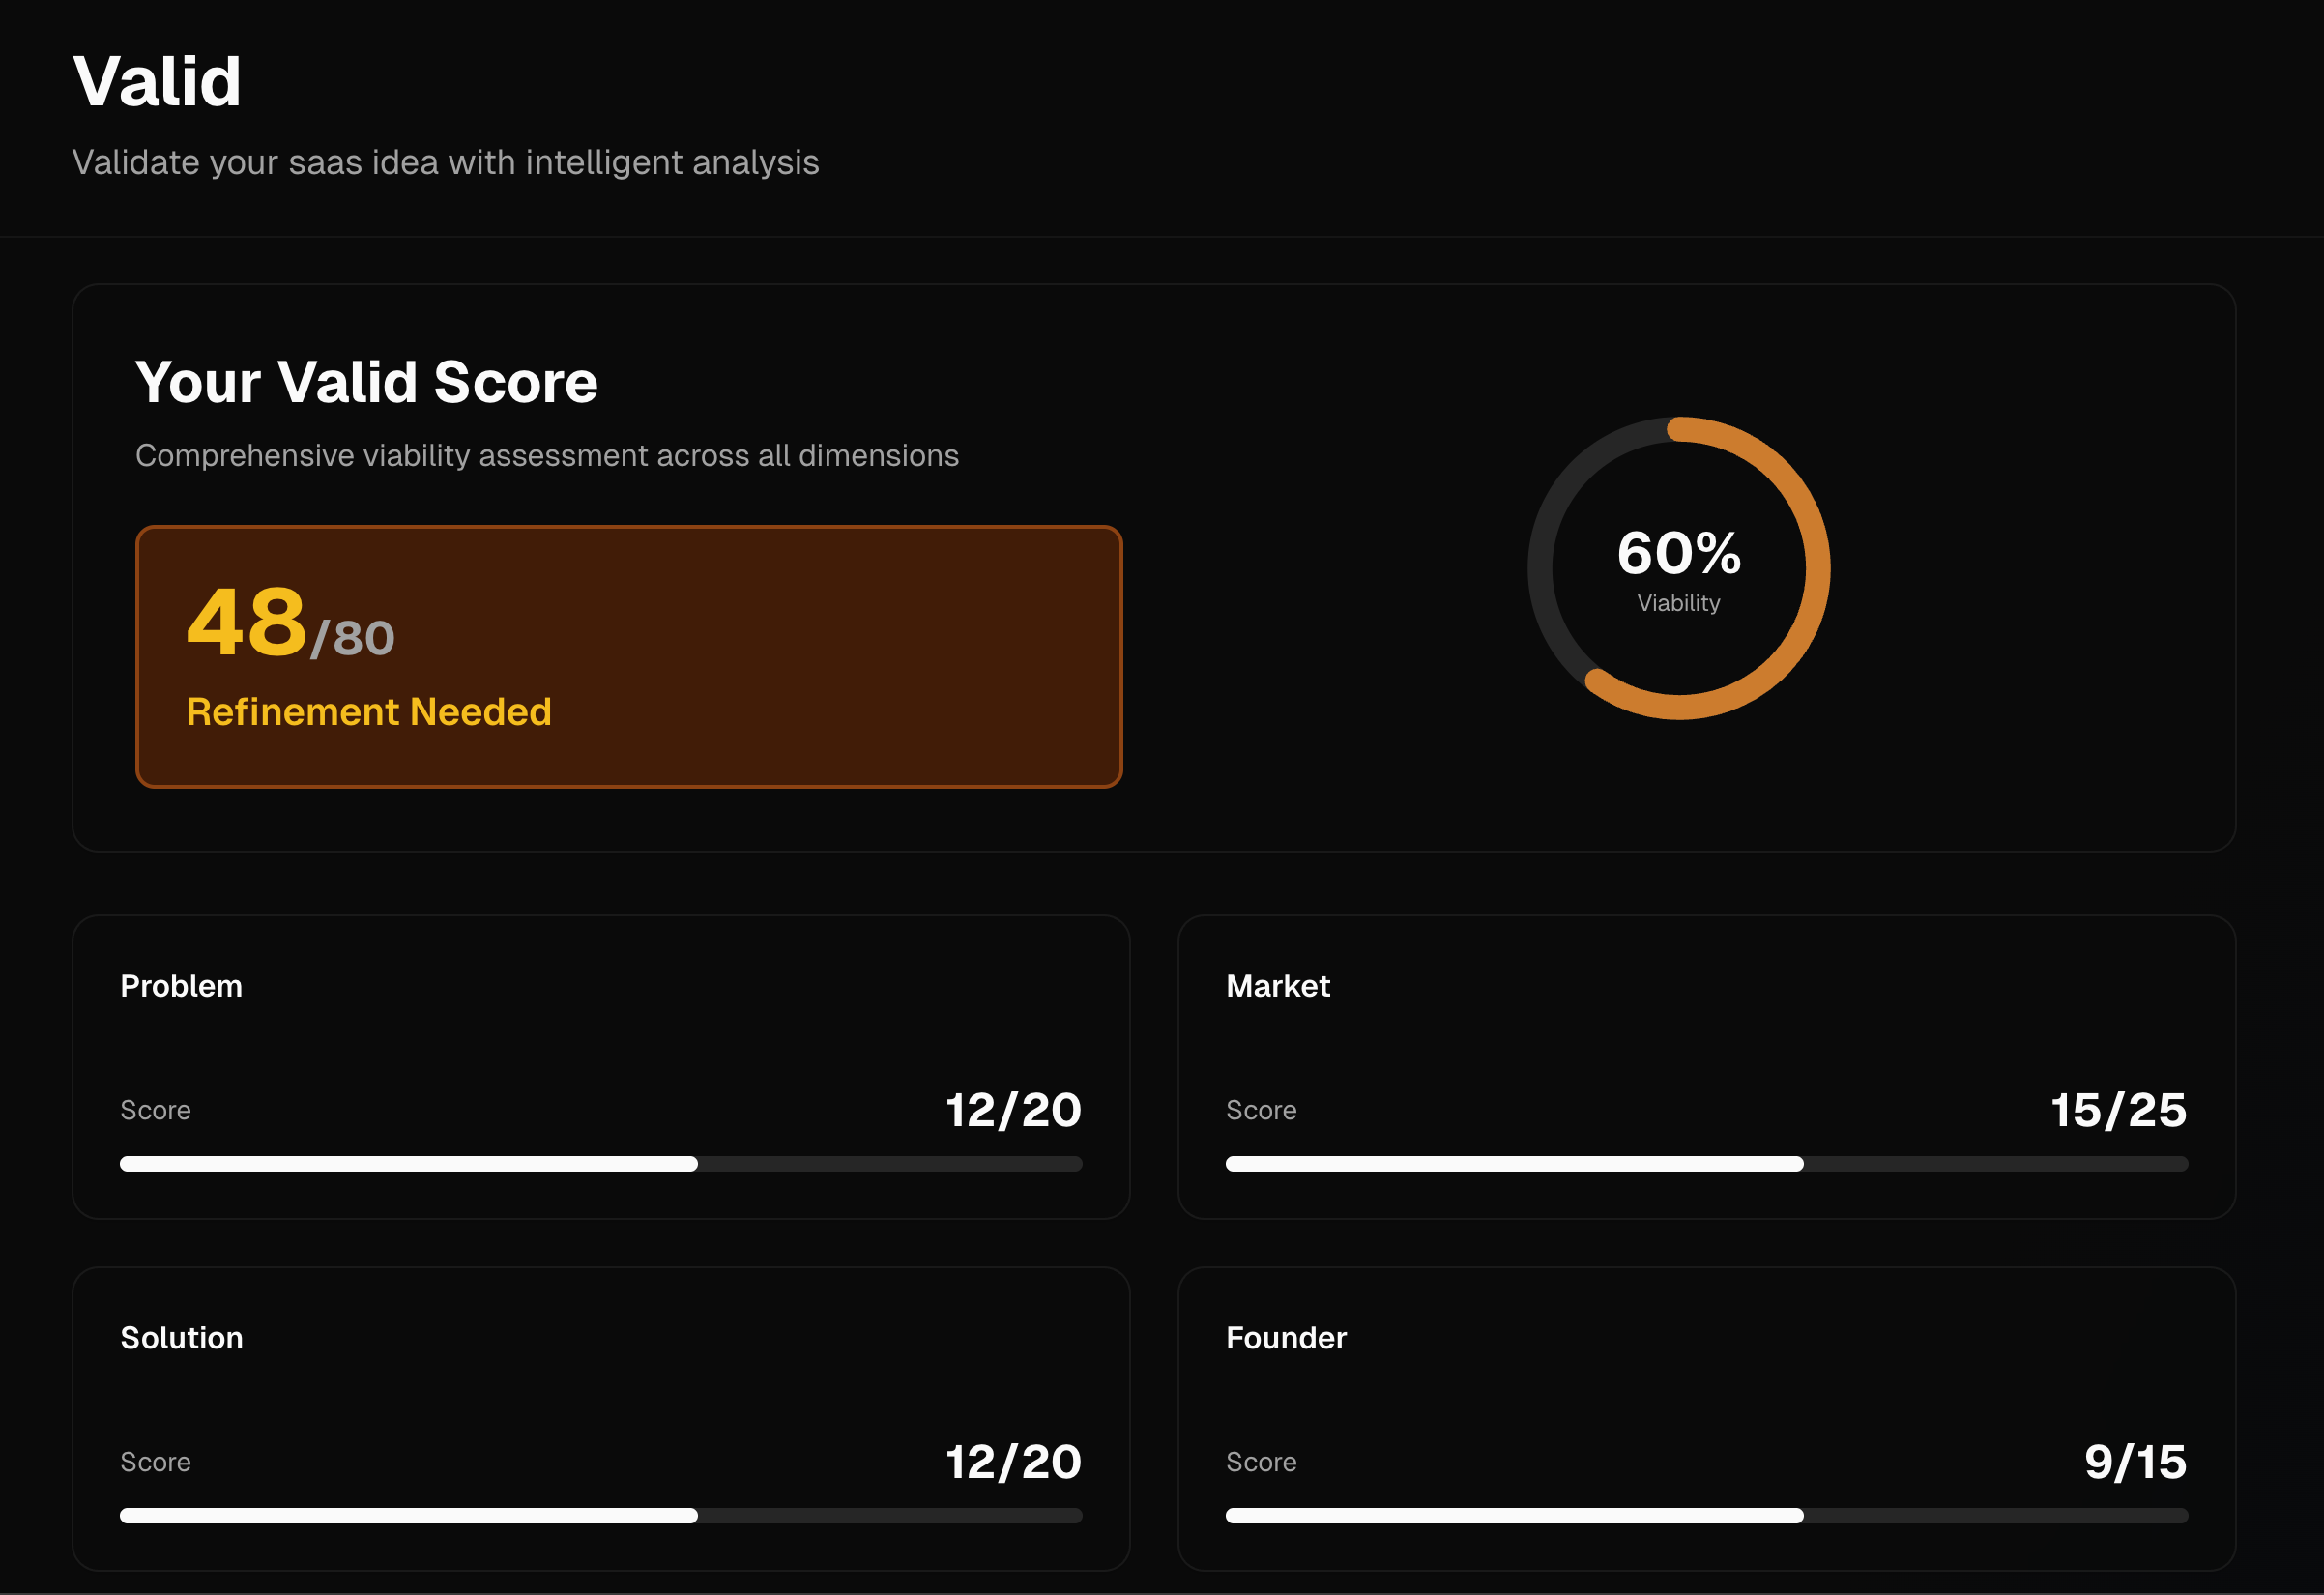 Valid
Validate your saas idea with intelligent analysis
Your Valid Score
Comprehensive viability assessment across all dimensions
48/80
Refinement Needed
60%
Viability
Problem
Score
12/20
Market
Score
15/25
Solution
Score
12/20
Founder
Score
9/15